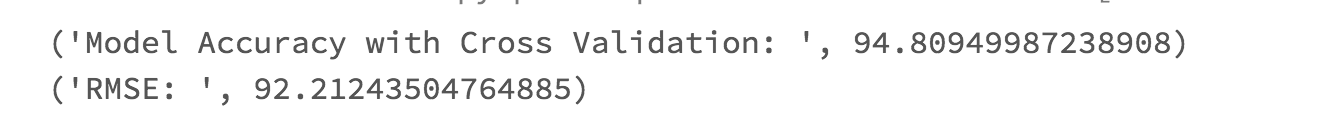 ('Model Accuracy with Cross Validation: ', 94.80949987238908)
('RMSE: ', 92.21243504764885)